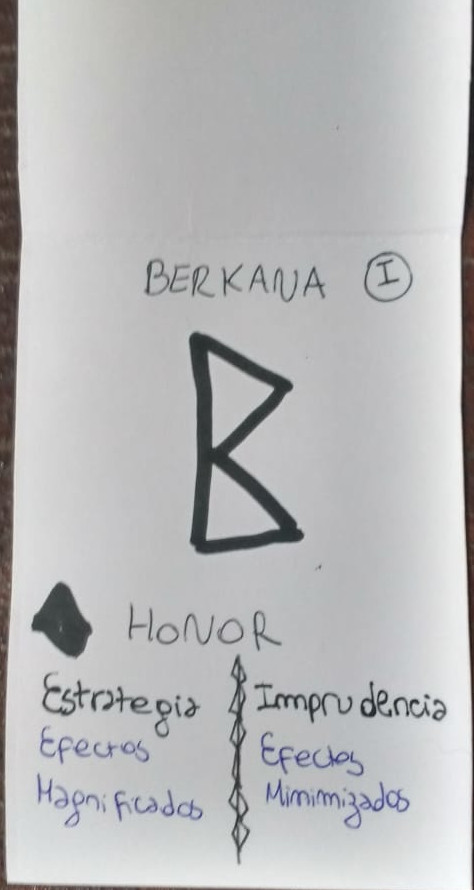 BERKANA I
B
HONOR
Estrategia Imprudencia
Efectos Efectos
Magnificados Minimizados